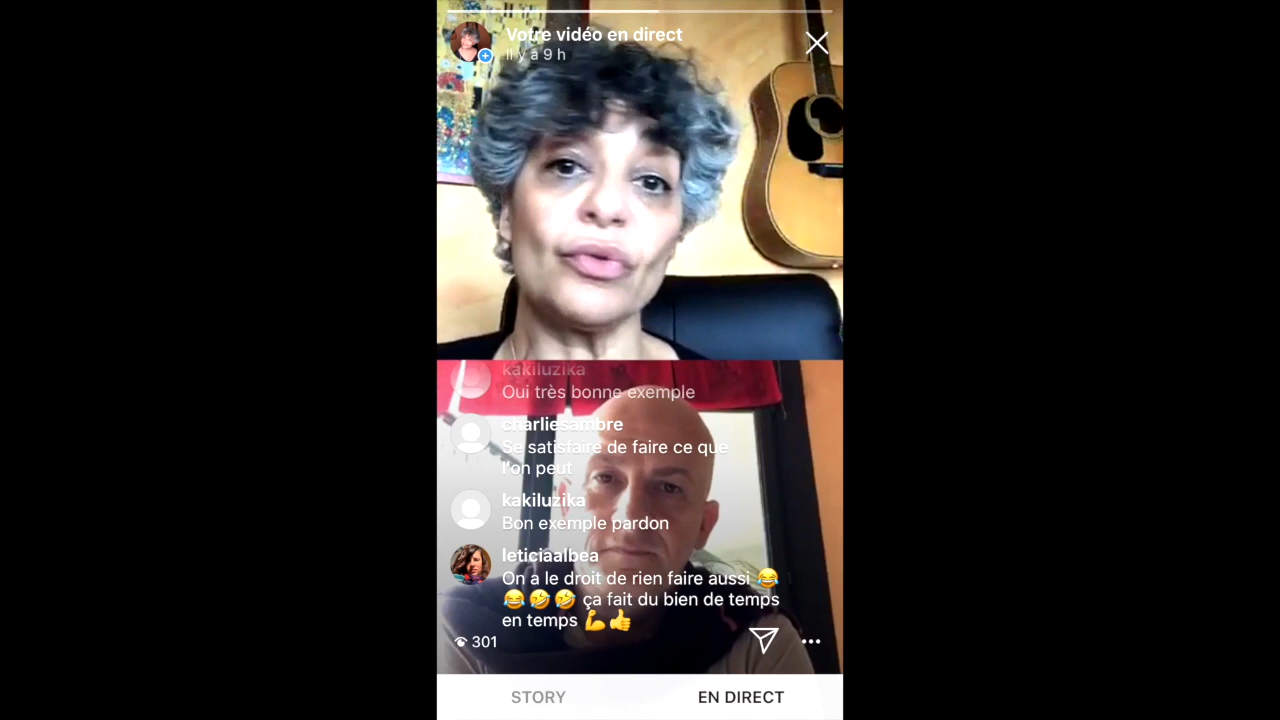 Votre vidéo en direct
Il y a 9 h
kakiluzika
Oui très bonne exemple
charliesambre
Se satisfaire de faire ce que
l'on peut
kakiluzika
Bon exemple pardon
leticiaalbea
On a le droit de rien faire aussi 😂
😂🤣🤣 ça fait du bien de temps
en temps 💪👍
301
STORY
EN DIRECT